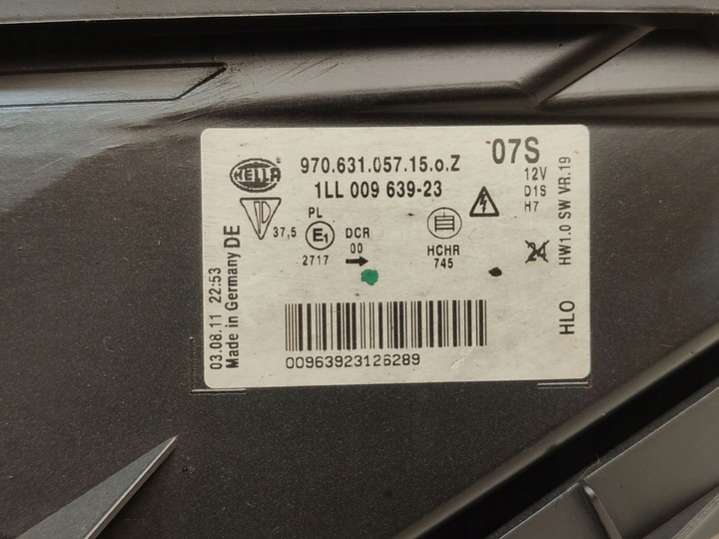 HELLA
970.631.057.15.o.Z
07S
1LL 009 639-23
12V
D1S
H7
37,5
PL
E1
2717
DCR
00
HCHR
745
24
HW1.0 SW VR.19
HLO
03.08.11 22:53
Made in Germany DE
00963923126289